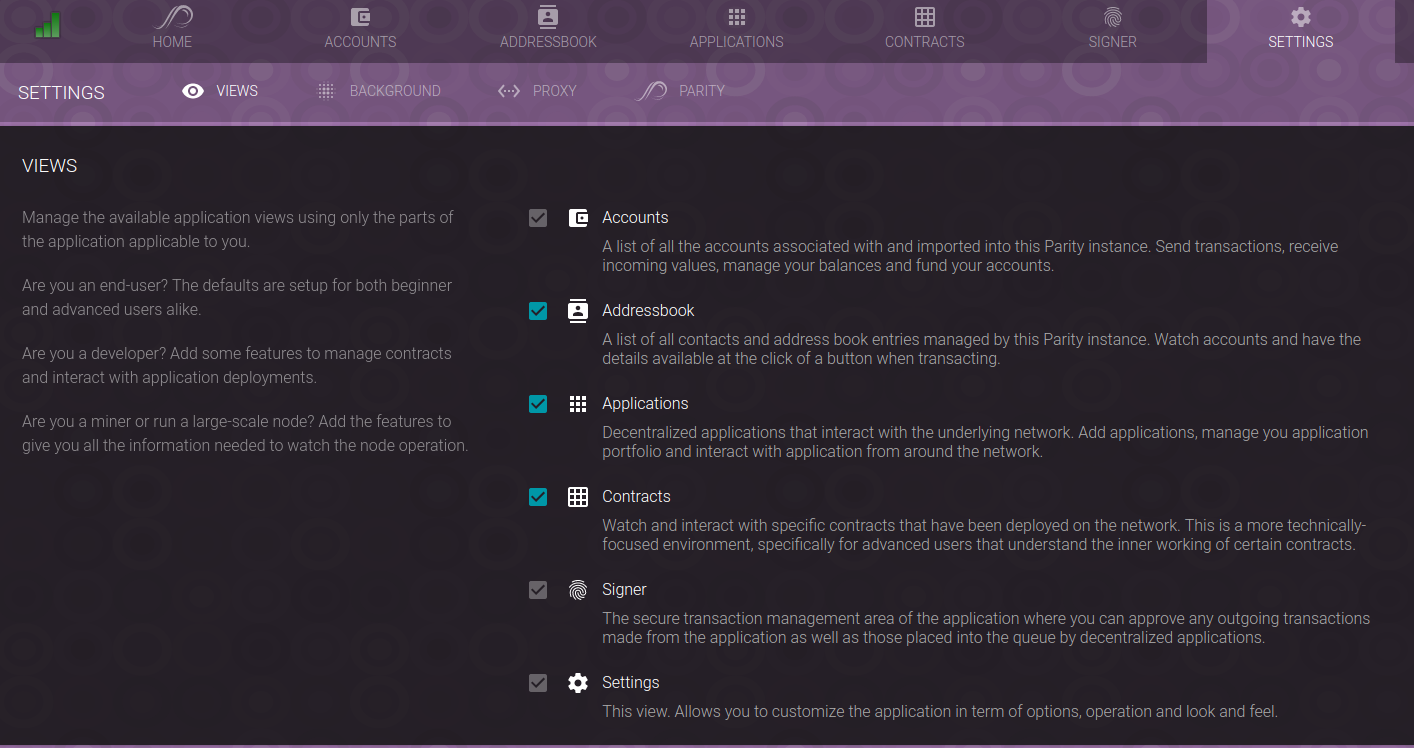 HOME
ACCOUNTS
ADDRESSBOOK
APPLICATIONS
CONTRACTS
SIGNER
SETTINGS
SETTINGS
VIEWS
BACKGROUND
PROXY
PARITY
VIEWS
Manage the available application views using only the parts of
the application applicable to you.
Are you an end-user? The defaults are setup for both beginner
and advanced users alike.
Are you a developer? Add some features to manage contracts
and interact with application deployments.
Are you a miner or run a large-scale node? Add the features to
give you all the information needed to watch the node operation.
Accounts
A list of all the accounts associated with and imported into this Parity instance. Send transactions, receive
incoming values, manage your balances and fund your accounts.
Addressbook
A list of all contacts and address book entries managed by this Parity instance. Watch accounts and have the
details available at the click of a button when transacting.
Applications
Decentralized applications that interact with the underlying network. Add applications, manage you application
portfolio and interact with application from around the network.
Contracts
Watch and interact with specific contracts that have been deployed on the network. This is a more technically-
focused environment, specifically for advanced users that understand the inner working of certain contracts.
Signer
The secure transaction management area of the application where you can approve any outgoing transactions
made from the application as well as those placed into the queue by decentralized applications.
Settings
This view. Allows you to customize the application in term of options, operation and look and feel.